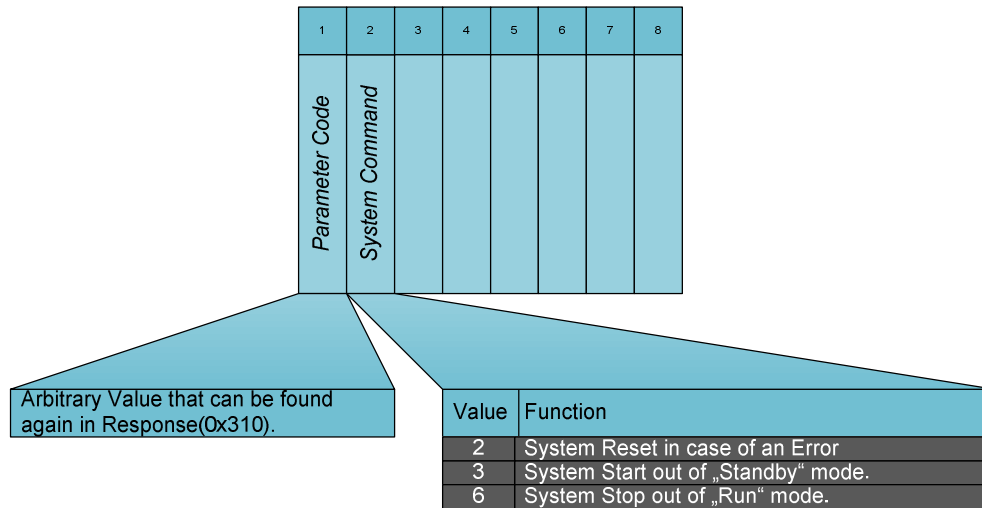 1 2 3 4 5 6 7 8
Parameter Code
System Command
Arbitrary Value that can be found
again in Response(0x310).
Value Function
2 System Reset in case of an Error
3 System Start out of „Standby“ mode.
6 System Stop out of „Run“ mode.